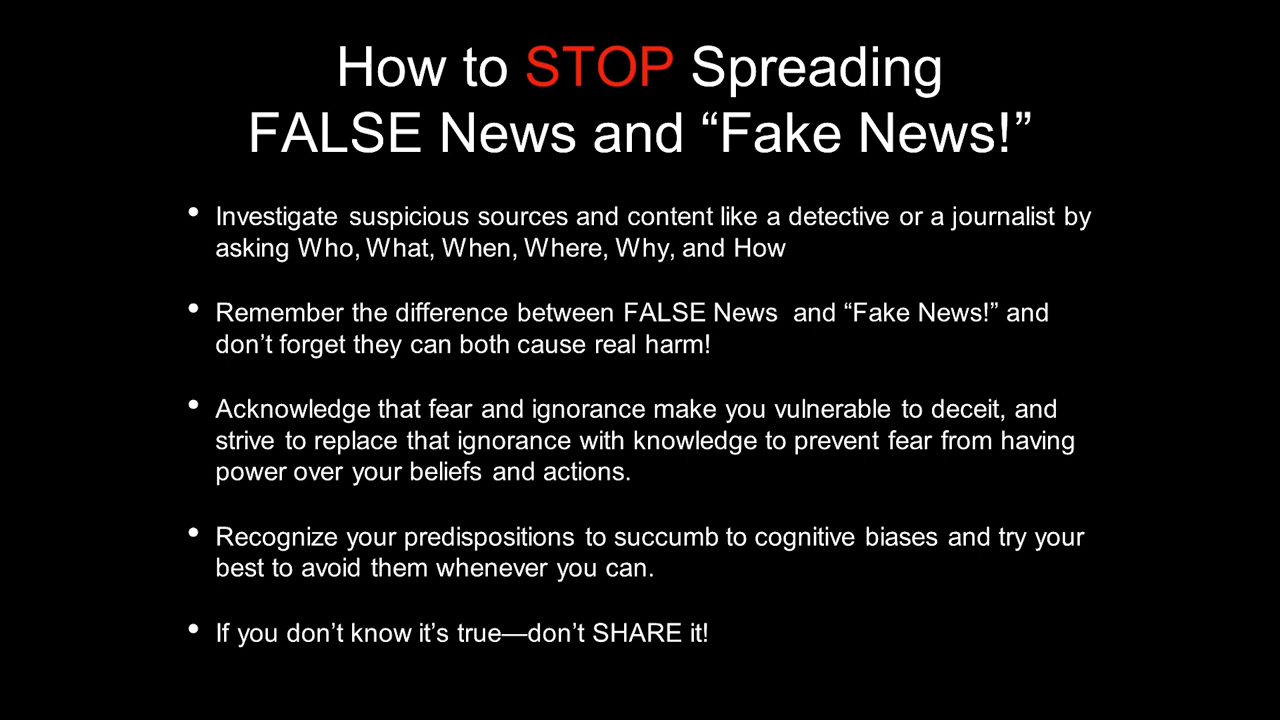 How to STOP Spreading
FALSE News and “Fake News!”
• Investigate suspicious sources and content like a detective or a journalist by
asking Who, What, When, Where, Why, and How
• Remember the difference between FALSE News  and “Fake News!” and
don’t forget they can both cause real harm!
• Acknowledge that fear and ignorance make you vulnerable to deceit, and
strive to replace that ignorance with knowledge to prevent fear from having
power over your beliefs and actions.
• Recognize your predispositions to succumb to cognitive biases and try your
best to avoid them whenever you can.
• If you don’t know it’s true—don’t SHARE it!